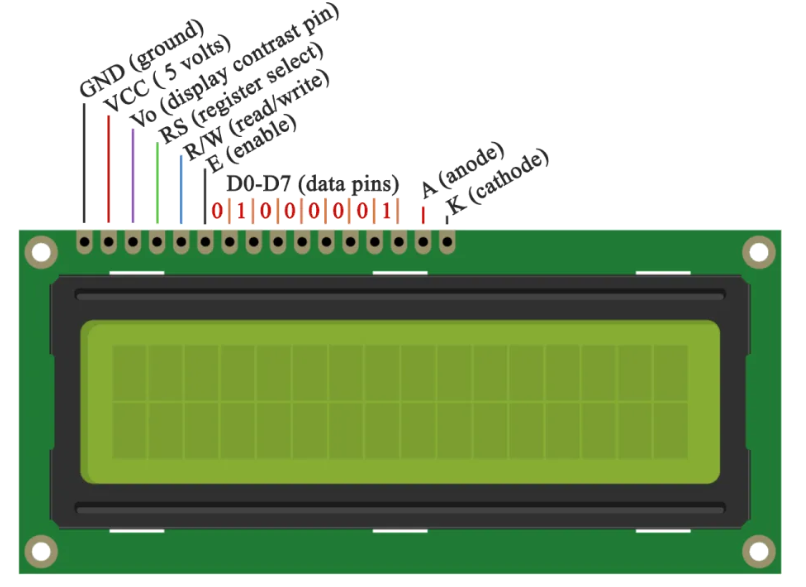 GND (ground)
VCC ( 5 volts)
Vo (display contrast pin)
RS (register select)
R/W (read/write)
E (enable)
D0-D7 (data pins)
0 1 0 0 0 0 0 1
A (anode)
K (cathode)